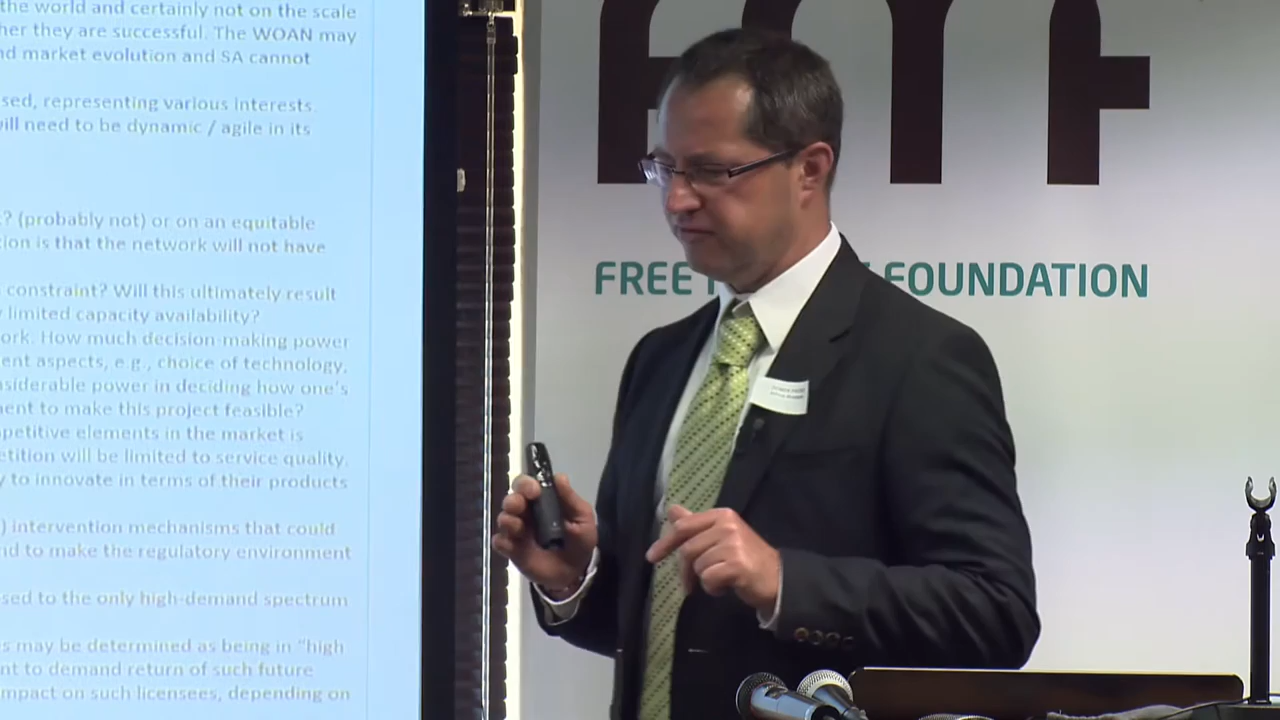 the world and certainly not on the scale
her they are successful. The WOAN may
nd market evolution and SA cannot
sed, representing various interests.
ill need to be dynamic / agile in its
? (probably not) or on an equitable
ion is that the network will not have
constraint? Will this ultimately result
limited capacity availability?
ork. How much decision-making power
ent aspects, e.g., choice of technology,
nsiderable power in deciding how one's
ent to make this project feasible?
petitive elements in the market is
etition will be limited to service quality.
y to innovate in terms of their products
) intervention mechanisms that could
nd to make the regulatory environment
sed to the only high-demand spectrum
s may be determined as being in "high
nt to demand return of such future
mpact on such licensees, depending on
FREE FOUNDATION